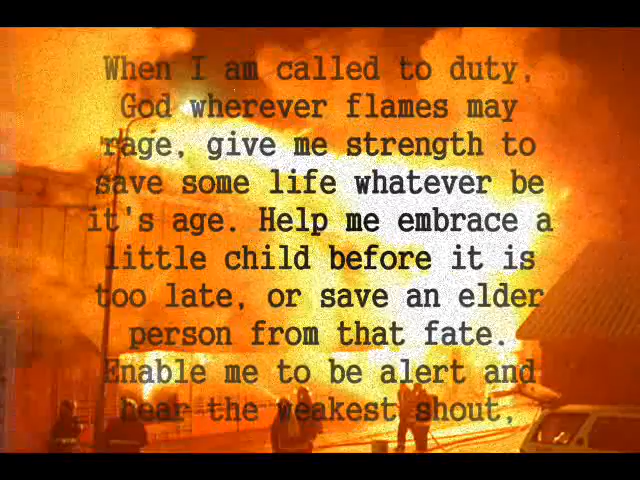 When I am called to duty,
God wherever flames may
rage, give me strength to
save some life whatever be
it's age. Help me embrace a
little child before it is
too late, or save an elder
person from that fate.
Enable me to be alert and
hear the weakest shout,